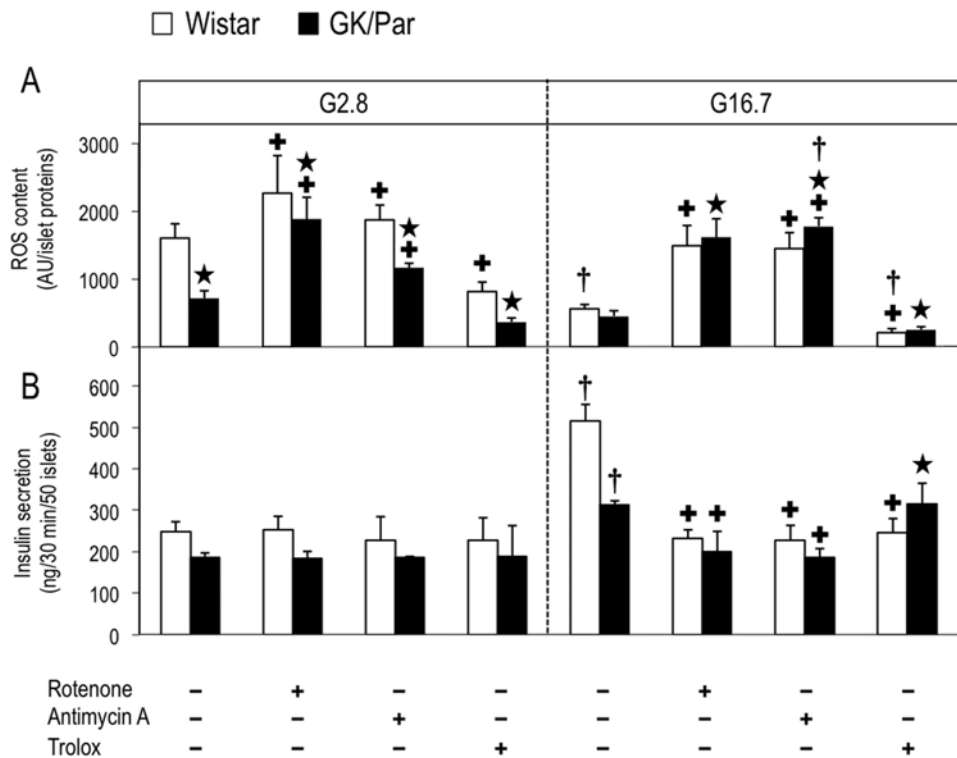 Wistar GK/Par
A
G2.8 G16.7
ROS content
(AU/islet proteins)
3000
2000
1000
0
✚ ★ ✚ ✚ ★ ✚ ✚ ★ ★ † ✚ ★ ✚ † ★ ✚ † ✚ ★
B
Insulin secretion
(ng/30 min/50 islets)
600
500
400
300
200
100
0
† † ✚ ✚ ✚ ✚ ✚ ★
Rotenone – + – – – + – –
Antimycin A – – + – – – + –
Trolox – – – + – – – +